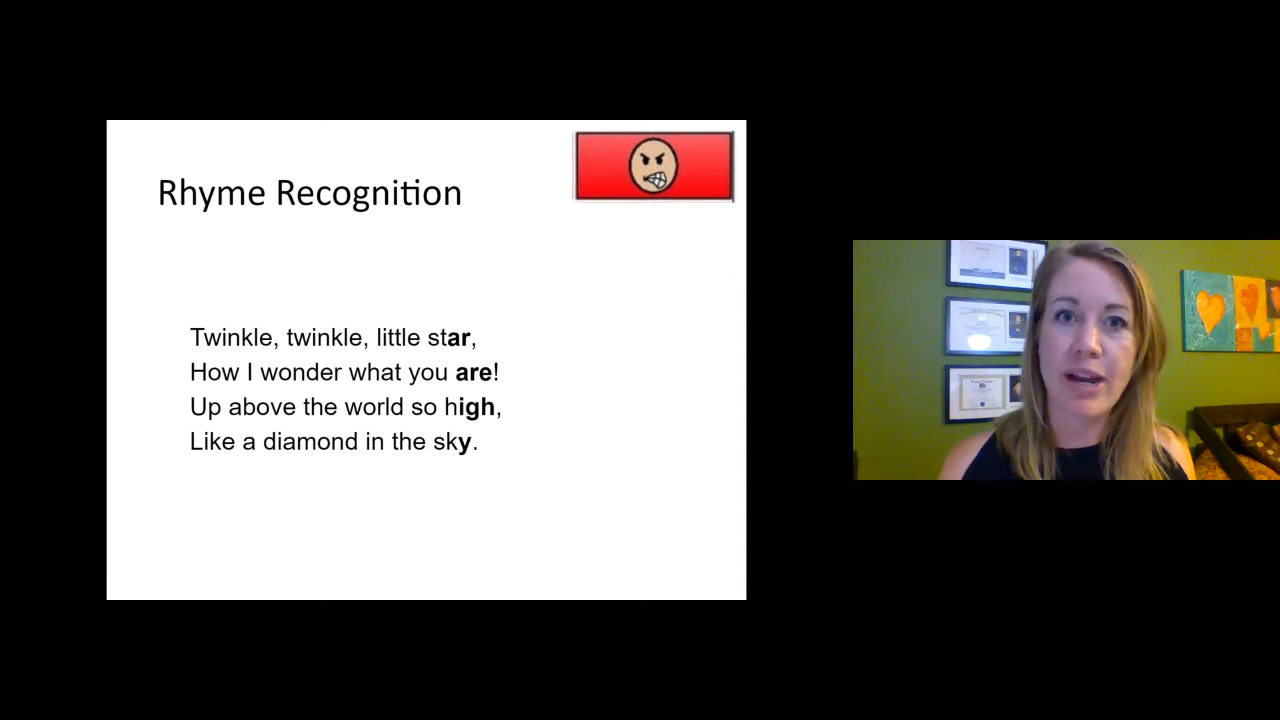 Rhyme Recognition
Twinkle, twinkle, little star,
How I wonder what you are!
Up above the world so high,
Like a diamond in the sky.